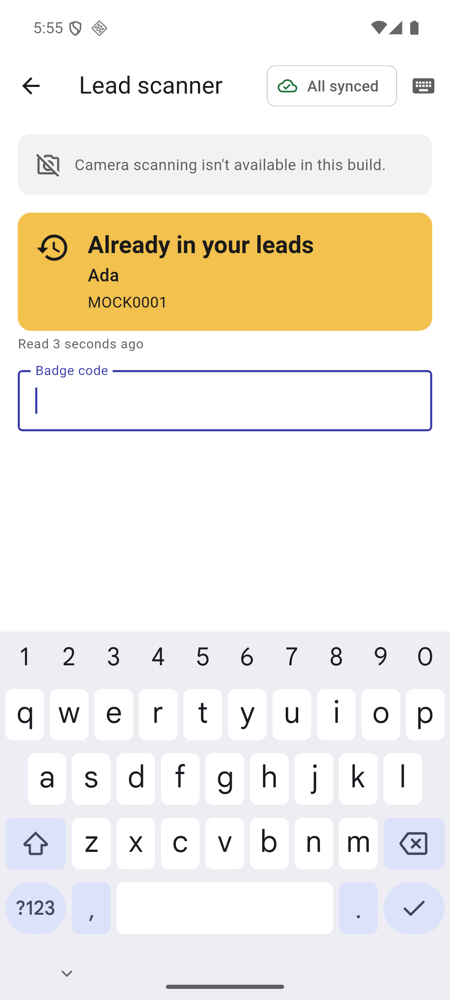 5:55
Lead scanner
All synced
Camera scanning isn't available in this build.
Already in your leads
Ada
MOCK0001
Read 3 seconds ago
Badge code
1 2 3 4 5 6 7 8 9 0
q w e r t y u i o p
a s d f g h j k l
z x c v b n m
?123 , .